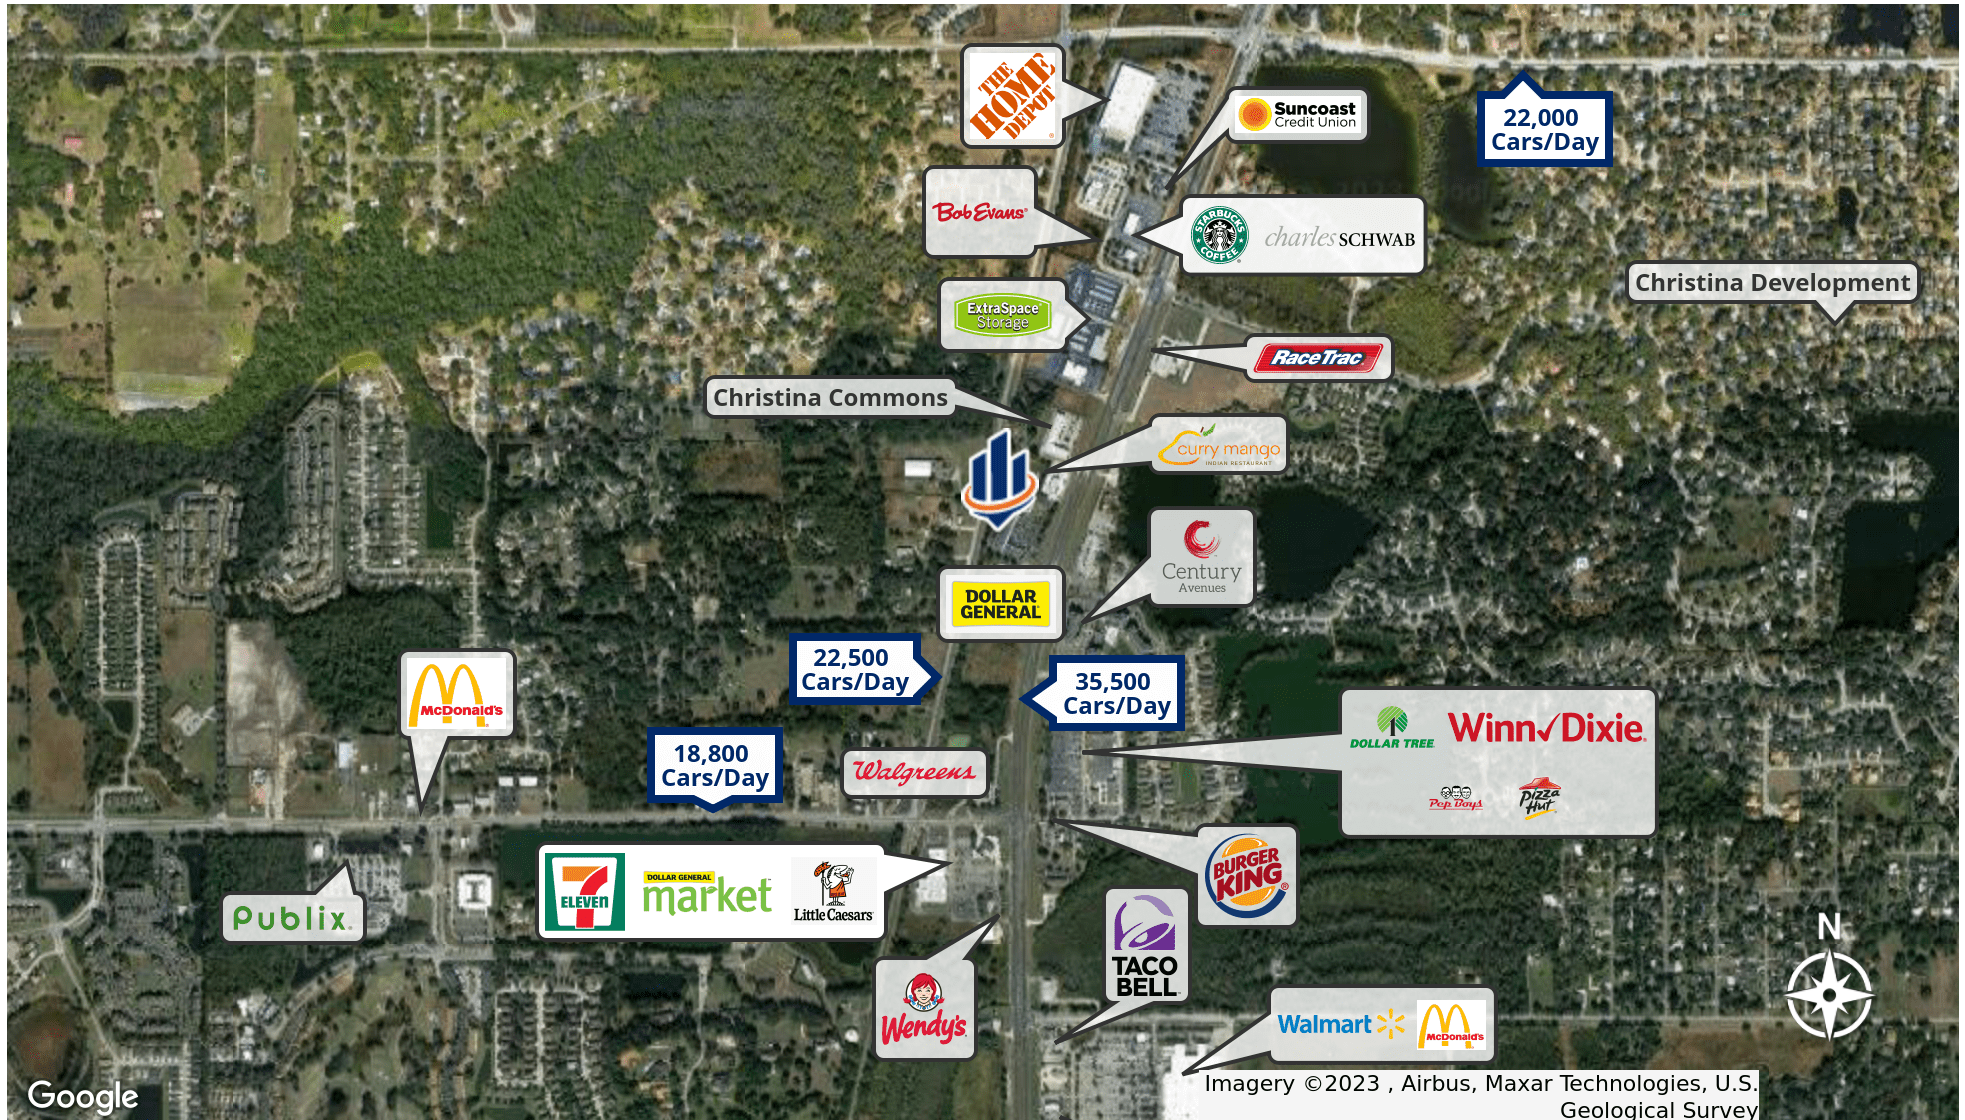 THE
HOME
DEPOT
Suncoast
Credit Union
22,000
Cars/Day
Bob Evans
STARBUCKS
COFFEE
charles SCHWAB
Christina Development
ExtraSpace
Storage
RaceTrac
Christina Commons
curry mango
INDIAN RESTAURANT
Century
Avenues
DOLLAR
GENERAL
22,500
Cars/Day
35,500
Cars/Day
McDonald's
DOLLAR TREE
Winn Dixie
18,800
Cars/Day
Walgreens
Pep Boys
Pizza
Hut
7
ELEVEN
DOLLAR GENERAL
market
Little Caesars
BURGER
KING
Publix
TACO
BELL
N
Wendy's
Walmart
McDonald's
Google
Imagery ©2023 , Airbus, Maxar Technologies, U.S.
Geological Survey